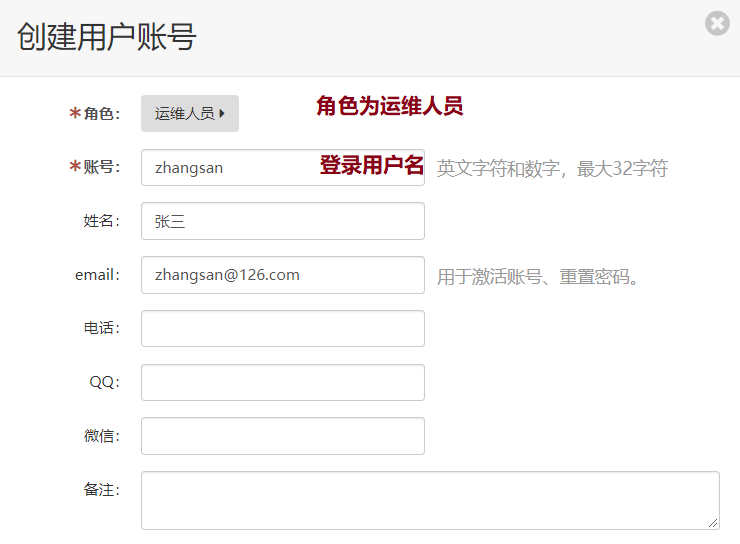 创建用户账号
*角色： 运维人员 角色为运维人员
*账号： zhangsan 登录用户名 英文字符和数字，最大32字符
姓名： 张三
email： zhangsan@126.com 用于激活账号、重置密码。
电话：
QQ：
微信：
备注：